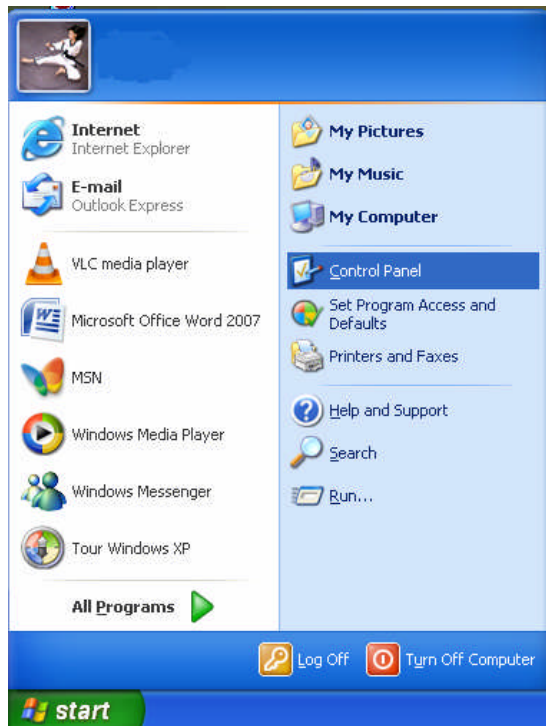 Internet
Internet Explorer
E-mail
Outlook Express
VLC media player
Microsoft Office Word 2007
MSN
Windows Media Player
Windows Messenger
Tour Windows XP
All Programs
My Pictures
My Music
My Computer
Control Panel
Set Program Access and
Defaults
Printers and Faxes
Help and Support
Search
Run...
Log Off
Turn Off Computer
start